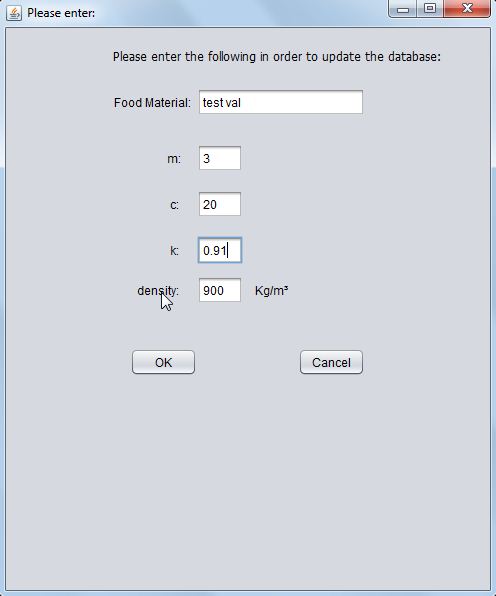 Please enter:
Please enter the following in order to update the database:
Food Material: test val
m: 3
c: 20
k: 0.91
density: 900 Kg/m³
OK Cancel